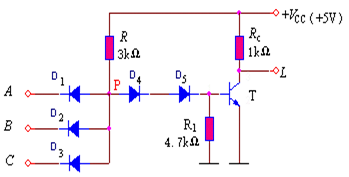 +VCC (+5V)
R
3kΩ
Rc
1kΩ
D1
P
D4
D5
L
A
T
D2
B
R1
4.7kΩ
D3
C